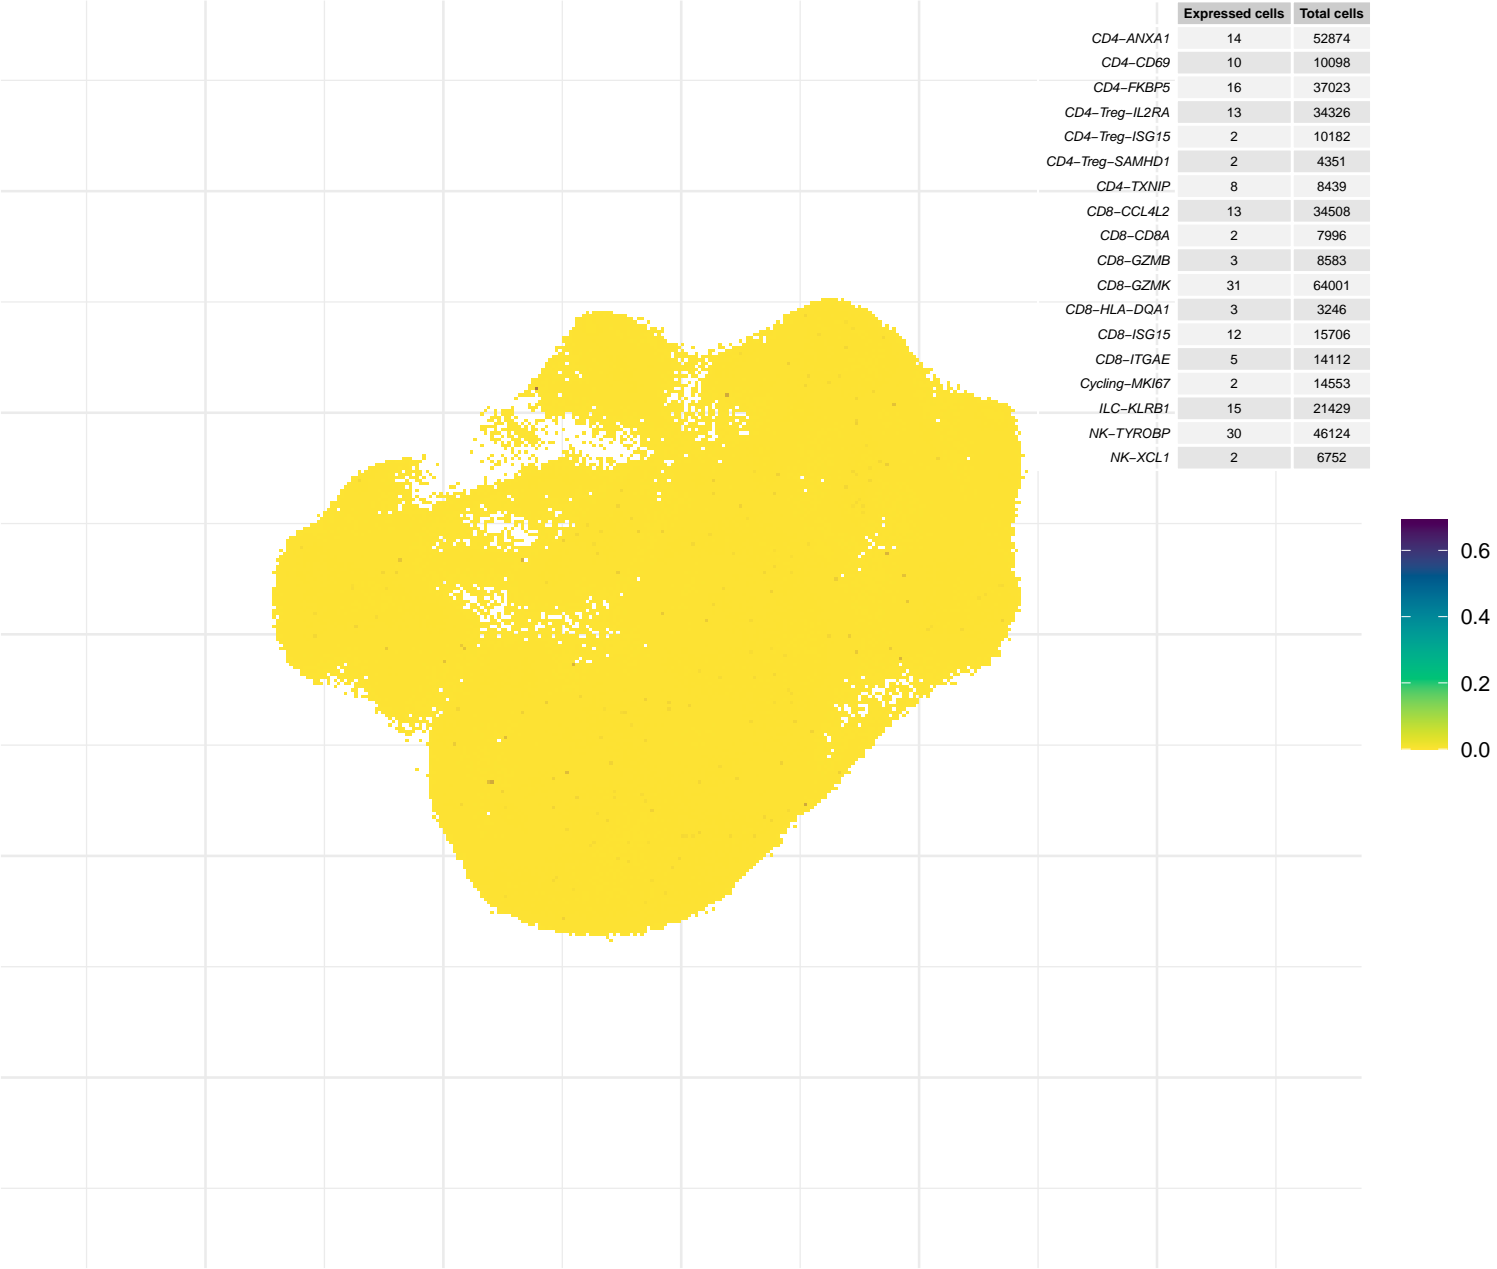 Expressed cells Total cells
CD4−ANXA1 14 52874
CD4−CD69 10 10098
CD4−FKBP5 16 37023
CD4−Treg−IL2RA 13 34326
CD4−Treg−ISG15 2 10182
CD4−Treg−SAMHD1 2 4351
CD4−TXNIP 8 8439
CD8−CCL4L2 13 34508
CD8−CD8A 2 7996
CD8−GZMB 3 8583
CD8−GZMK 31 64001
CD8−HLA−DQA1 3 3246
CD8−ISG15 12 15706
CD8−ITGAE 5 14112
Cycling−MKI67 2 14553
ILC−KLRB1 15 21429
NK−TYROBP 30 46124
NK−XCL1 2 6752
0.6
0.4
0.2
0.0